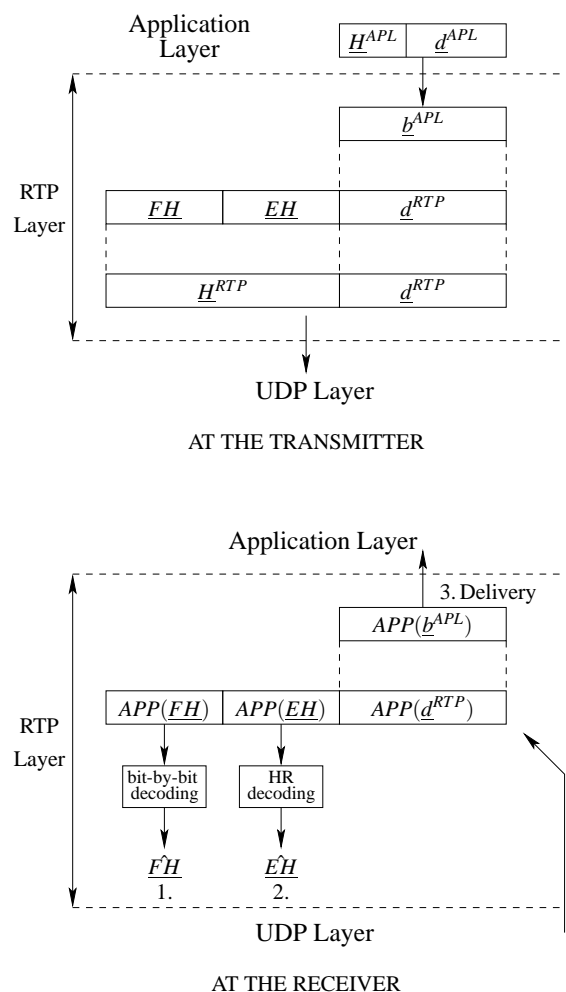 Application
Layer
H^APL d^APL
b^APL
RTP
Layer
FH EH d^RTP
H^RTP d^RTP
UDP Layer
AT THE TRANSMITTER
Application Layer
3. Delivery
APP(b^APL)
RTP
Layer
APP(FH) APP(EH) APP(d^RTP)
bit-by-bit
decoding
HR
decoding
F̂H ÊH
1. 2.
UDP Layer
AT THE RECEIVER